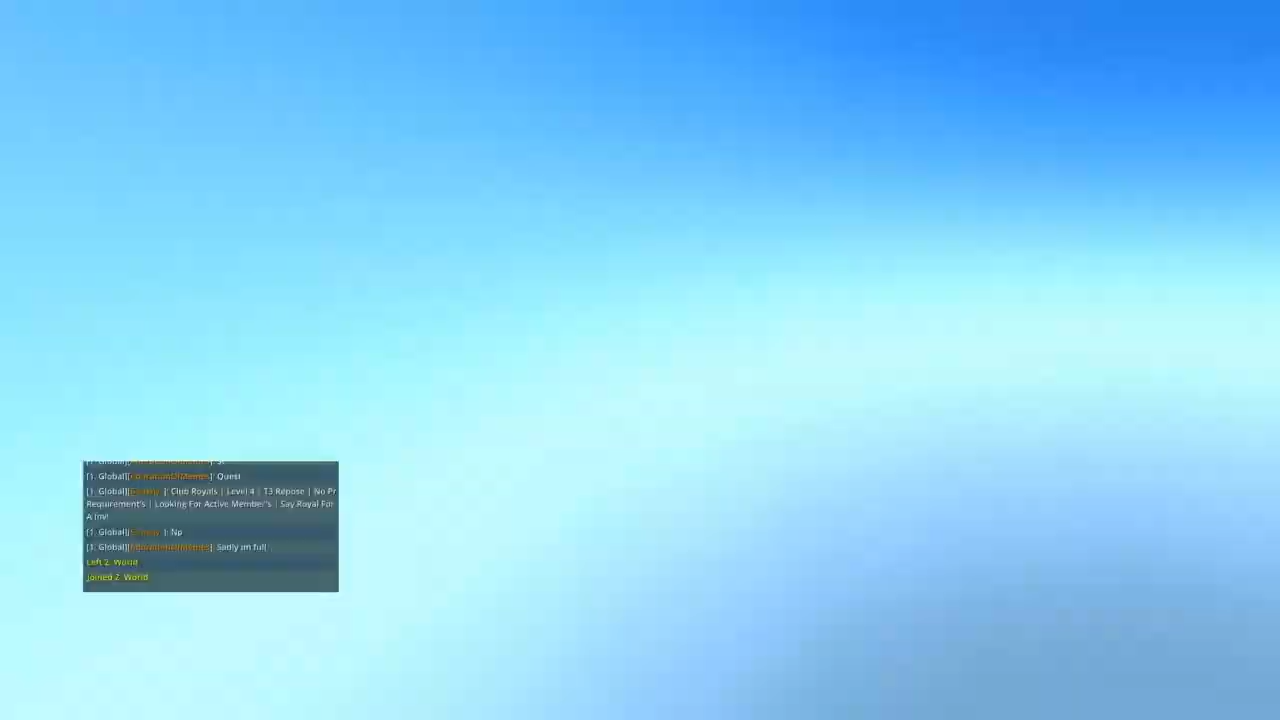 [1. Global][ ]: Quest
[1. Global][ ]: Club Royals | Level 4 | T3 Repose | No Pr
Requirement's | Looking For Active Member's | Say Royal For
A Inv!
[1. Global][ ]: Np
[1. Global][ ]: Sadly im full
Left 2. World
Joined 2. World